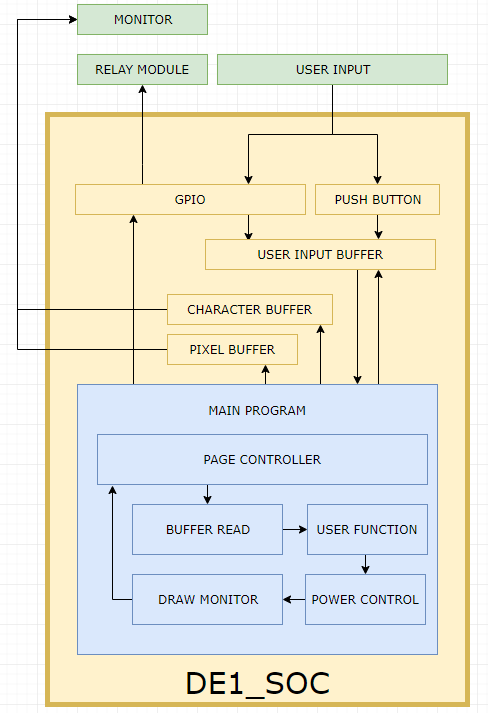 MONITOR
RELAY MODULE
USER INPUT
GPIO
PUSH BUTTON
USER INPUT BUFFER
CHARACTER BUFFER
PIXEL BUFFER
MAIN PROGRAM
PAGE CONTROLLER
BUFFER READ
USER FUNCTION
DRAW MONITOR
POWER CONTROL
DE1_SOC